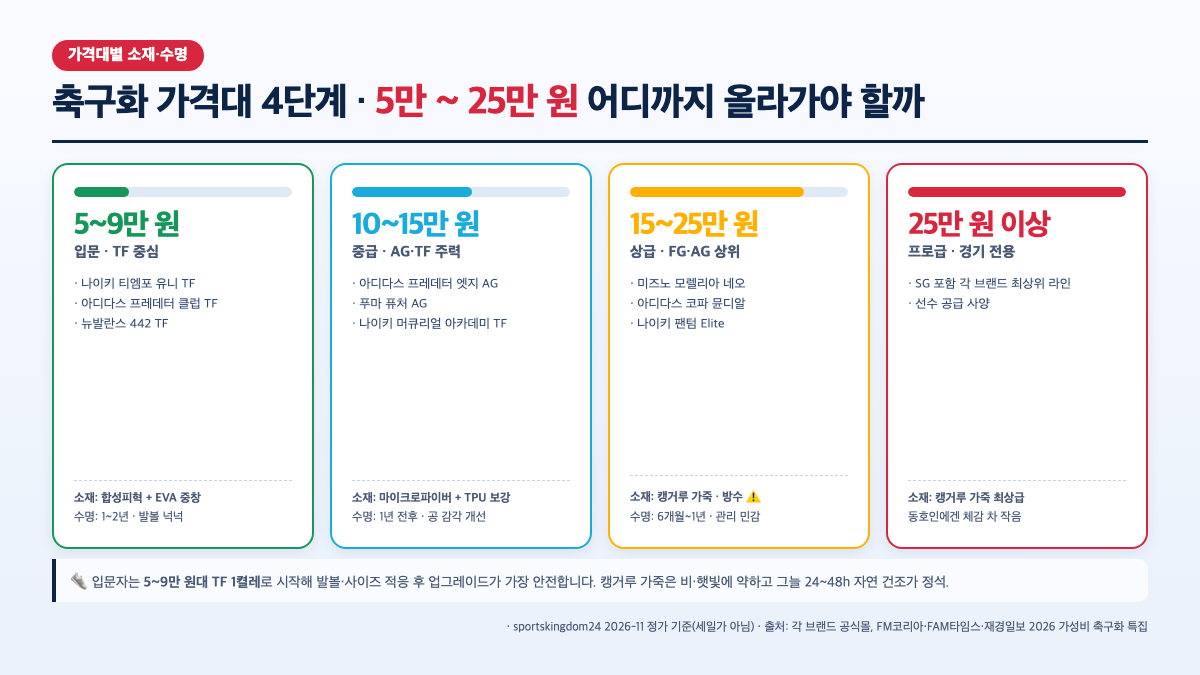 가격대별 소재·수명
축구화 가격대 4단계 · 5만 ~ 25만 원 어디까지 올라가야 할까
5~9만 원
입문 · TF 중심
· 나이키 티엠포 유니 TF
· 아디다스 프레데터 클럽 TF
· 뉴발란스 442 TF
소재: 합성피혁 + EVA 중창
수명: 1~2년 · 발볼 넉넉
10~15만 원
중급 · AG·TF 주력
· 아디다스 프레데터 엣지 AG
· 푸마 퓨처 AG
· 나이키 머큐리얼 아카데미 TF
소재: 마이크로파이버 + TPU 보강
수명: 1년 전후 · 공 감각 개선
15~25만 원
상급 · FG·AG 상위
· 미즈노 모렐리아 네오
· 아디다스 코파 뮨디알
· 나이키 팬텀 Elite
소재: 캥거루 가죽 · 방수 ⚠️
수명: 6개월~1년 · 관리 민감
25만 원 이상
프로급 · 경기 전용
· SG 포함 각 브랜드 최상위 라인
· 선수 공급 사양
소재: 캥거루 가죽 최상급
동호인에겐 체감 차 작음
👟 입문자는 5~9만 원대 TF 1켤레로 시작해 발볼·사이즈 적응 후 업그레이드가 가장 안전합니다. 캥거루 가죽은 비·햇빛에 약하고 그늘 24~48h 자연 건조가 정석.
· sportskingdom24 2026-11 정가 기준(세일가 아님) · 출처: 각 브랜드 공식몰, FM코리아·FAM타임스·재경일보 2026 가성비 축구화 특집